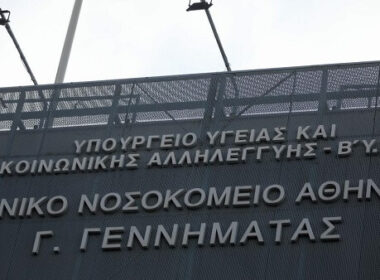 ΥΠΟΥΡΓΕΙΟ ΥΓΕΙΑΣ ΚΑΙ
ΚΟΙΝΩΝΙΚΗΣ ΑΛΛΗΛΕΓΓΥΗΣ - Β΄Υ.
ΝΙΚΟ ΝΟΣΟΚΟΜΕΙΟ ΑΘΗΝ
Γ. ΓΕΝΝΗΜΑΤΑΣ